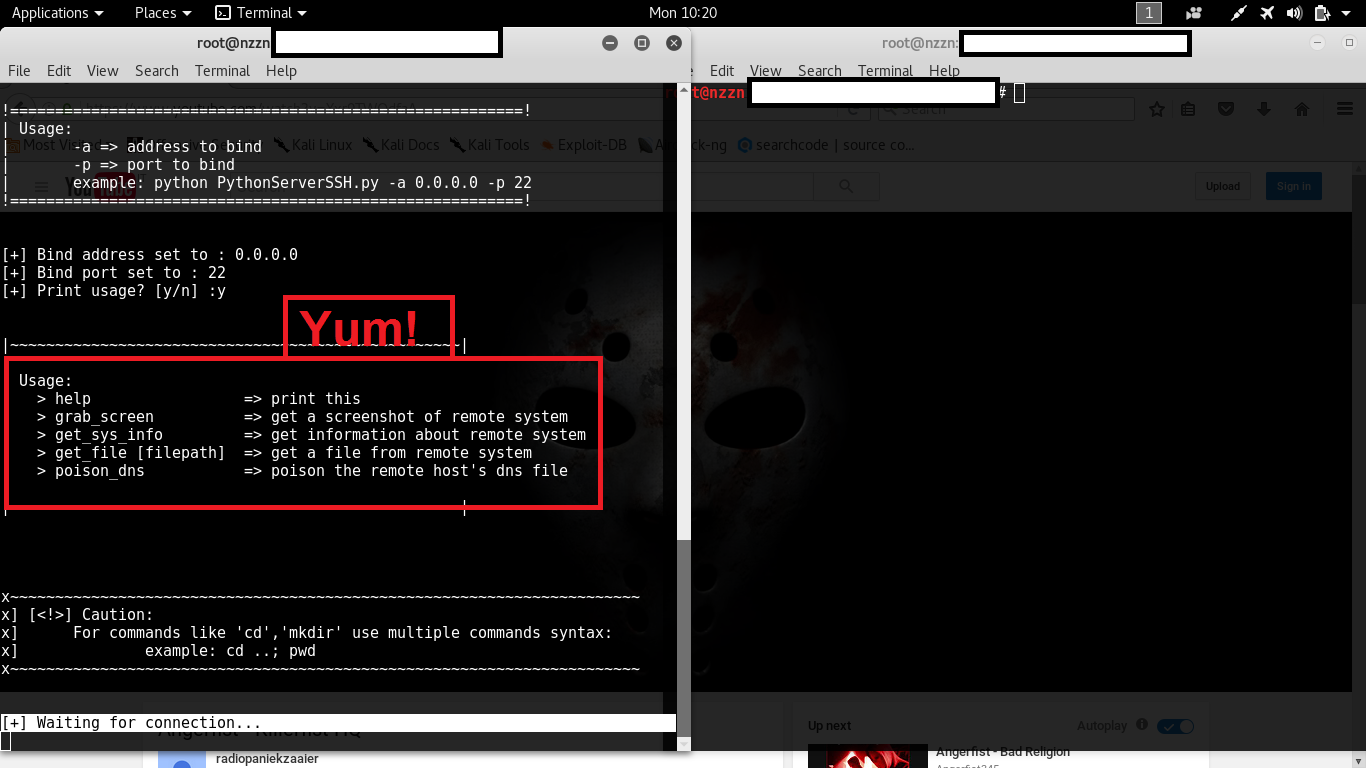 Applications Places Terminal Mon 10:20 1
root@nzzn
File Edit View Search Terminal Help
!=========================================================!
| Usage:
| -a => address to bind
| -p => port to bind
| example: python PythonServerSSH.py -a 0.0.0.0 -p 22
!=========================================================!
[+] Bind address set to : 0.0.0.0
[+] Bind port set to : 22
[+] Print usage? [y/n] :y
Yum!
|~~~~~~~~~~~~~~~~~~~~~~~~~~~~~~~~~~~~~~~~~~~~~~~~~~|
Usage:
> help => print this
> grab_screen => get a screenshot of remote system
> get_sys_info => get information about remote system
> get_file [filepath] => get a file from remote system
> poison_dns => poison the remote host's dns file
| |
x~~~~~~~~~~~~~~~~~~~~~~~~~~~~~~~~~~~~~~~~~~~~~~~~~~~~~~~~~~~~~~~~~~~~~~
x] [<!>] Caution:
x] For commands like 'cd','mkdir' use multiple commands syntax:
x] example: cd ..; pwd
x~~~~~~~~~~~~~~~~~~~~~~~~~~~~~~~~~~~~~~~~~~~~~~~~~~~~~~~~~~~~~~~~~~~~~~
[+] Waiting for connection...
root@nzzn:
Edit View Search Terminal Help
t@nzzn #
Search
Most Visited Kali Linux Kali Docs Kali Tools Exploit-DB searchcode | source co...
YouTube Upload Sign in
Angerfist
radiopaniekzaaier
Up next Autoplay
Angerfist - Bad Religion